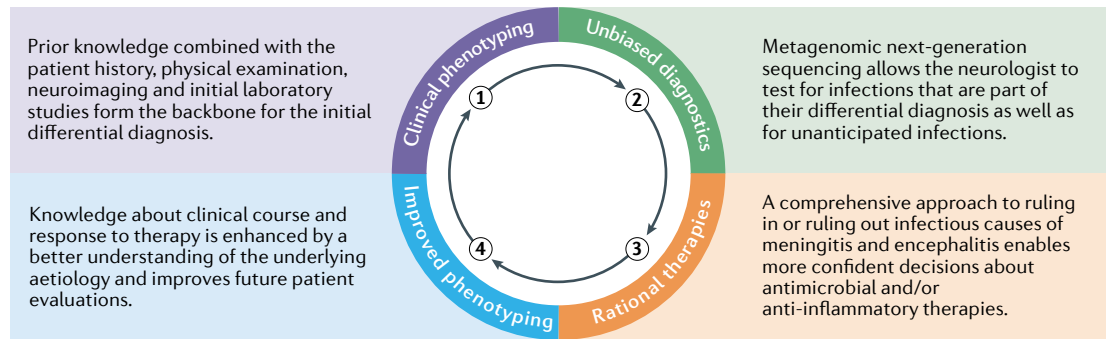 Prior knowledge combined with the
patient history, physical examination,
neuroimaging and initial laboratory
studies form the backbone for the initial
differential diagnosis.
Clinical phenotyping
1
Unbiased diagnostics
2
Metagenomic next-generation
sequencing allows the neurologist to
test for infections that are part of
their differential diagnosis as well as
for unanticipated infections.
Knowledge about clinical course and
response to therapy is enhanced by a
better understanding of the underlying
aetiology and improves future patient
evaluations.
Improved phenotyping
4
Rational therapies
3
A comprehensive approach to ruling
in or ruling out infectious causes of
meningitis and encephalitis enables
more confident decisions about
antimicrobial and/or
anti-inflammatory therapies.